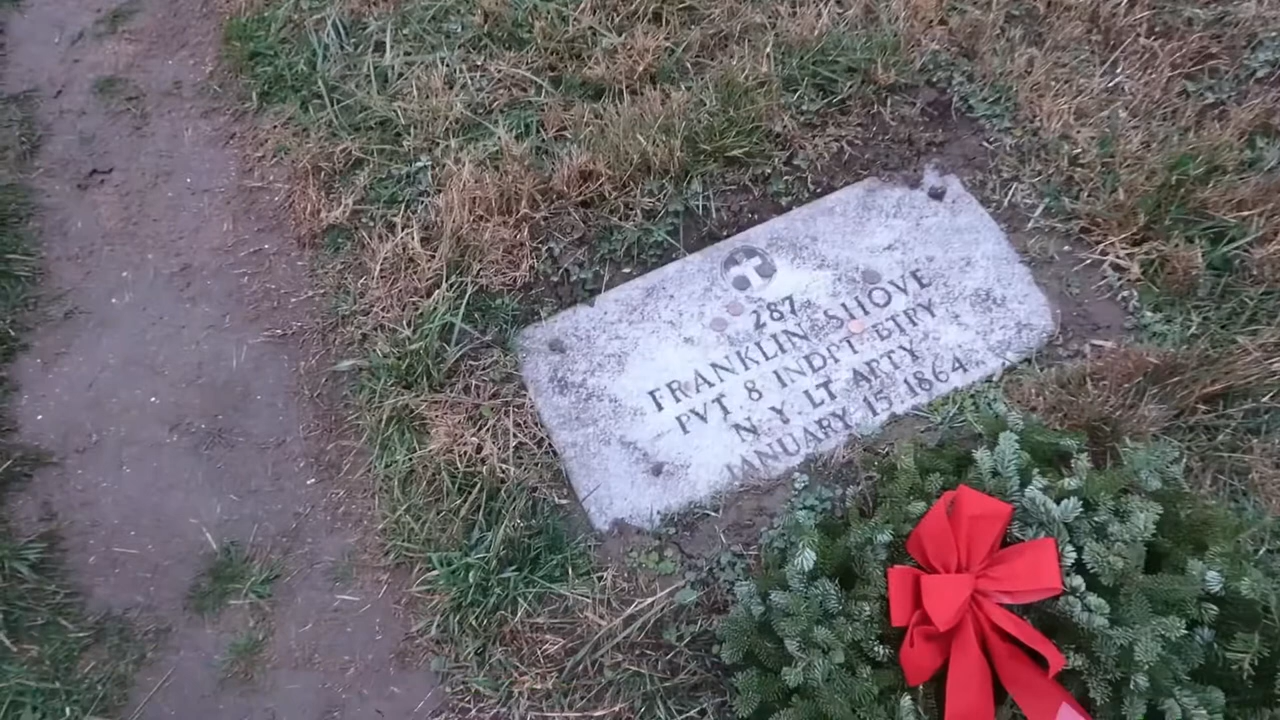 287
FRANKLIN SHOVE
PVT 8 INDPT BTRY
N Y LT ARTY
JANUARY 15 1864